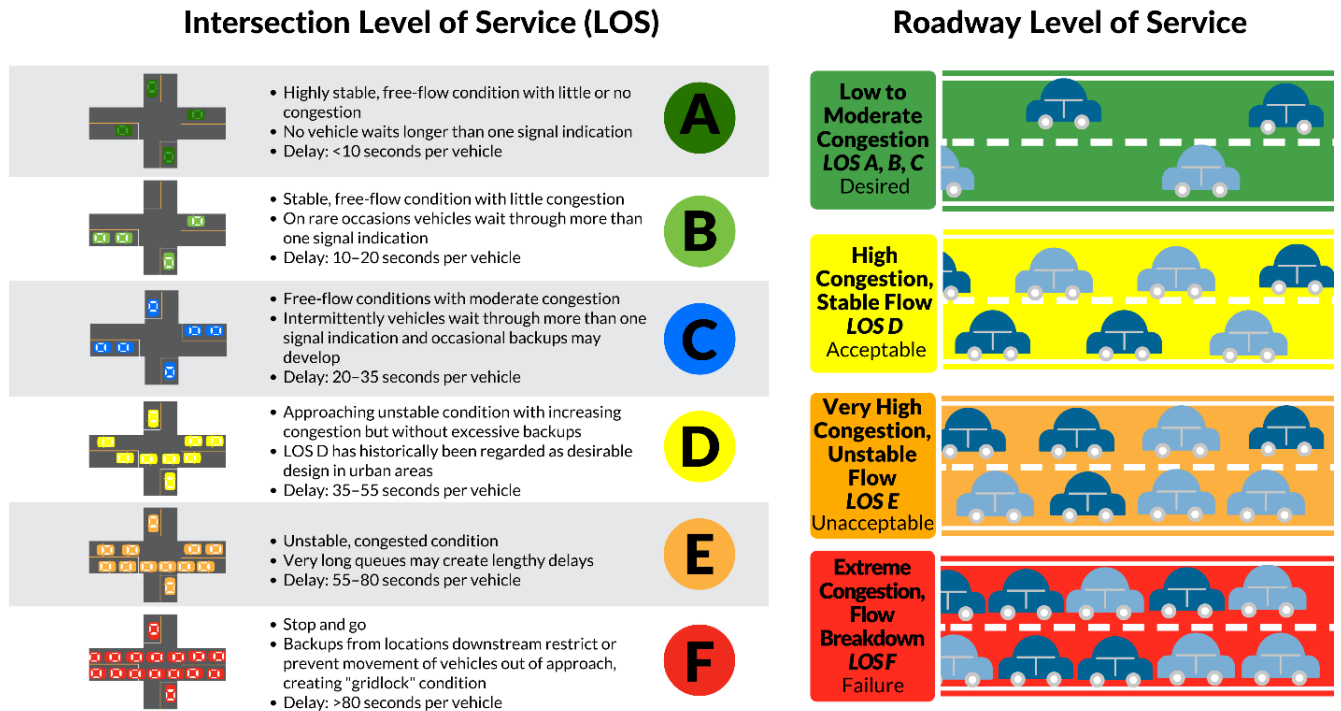 Intersection Level of Service (LOS)
• Highly stable, free-flow condition with little or no
congestion
• No vehicle waits longer than one signal indication
• Delay: <10 seconds per vehicle
A
• Stable, free-flow condition with little congestion
• On rare occasions vehicles wait through more than
one signal indication
• Delay: 10–20 seconds per vehicle
B
• Free-flow conditions with moderate congestion
• Intermittently vehicles wait through more than one
signal indication and occasional backups may
develop
• Delay: 20–35 seconds per vehicle
C
• Approaching unstable condition with increasing
congestion but without excessive backups
• LOS D has historically been regarded as desirable
design in urban areas
• Delay: 35–55 seconds per vehicle
D
• Unstable, congested condition
• Very long queues may create lengthy delays
• Delay: 55–80 seconds per vehicle
E
• Stop and go
• Backups from locations downstream restrict or
prevent movement of vehicles out of approach,
creating "gridlock" condition
• Delay: >80 seconds per vehicle
F
Roadway Level of Service
Low to
Moderate
Congestion
LOS A, B, C
Desired
High
Congestion,
Stable Flow
LOS D
Acceptable
Very High
Congestion,
Unstable
Flow
LOS E
Unacceptable
Extreme
Congestion,
Flow
Breakdown
LOS F
Failure